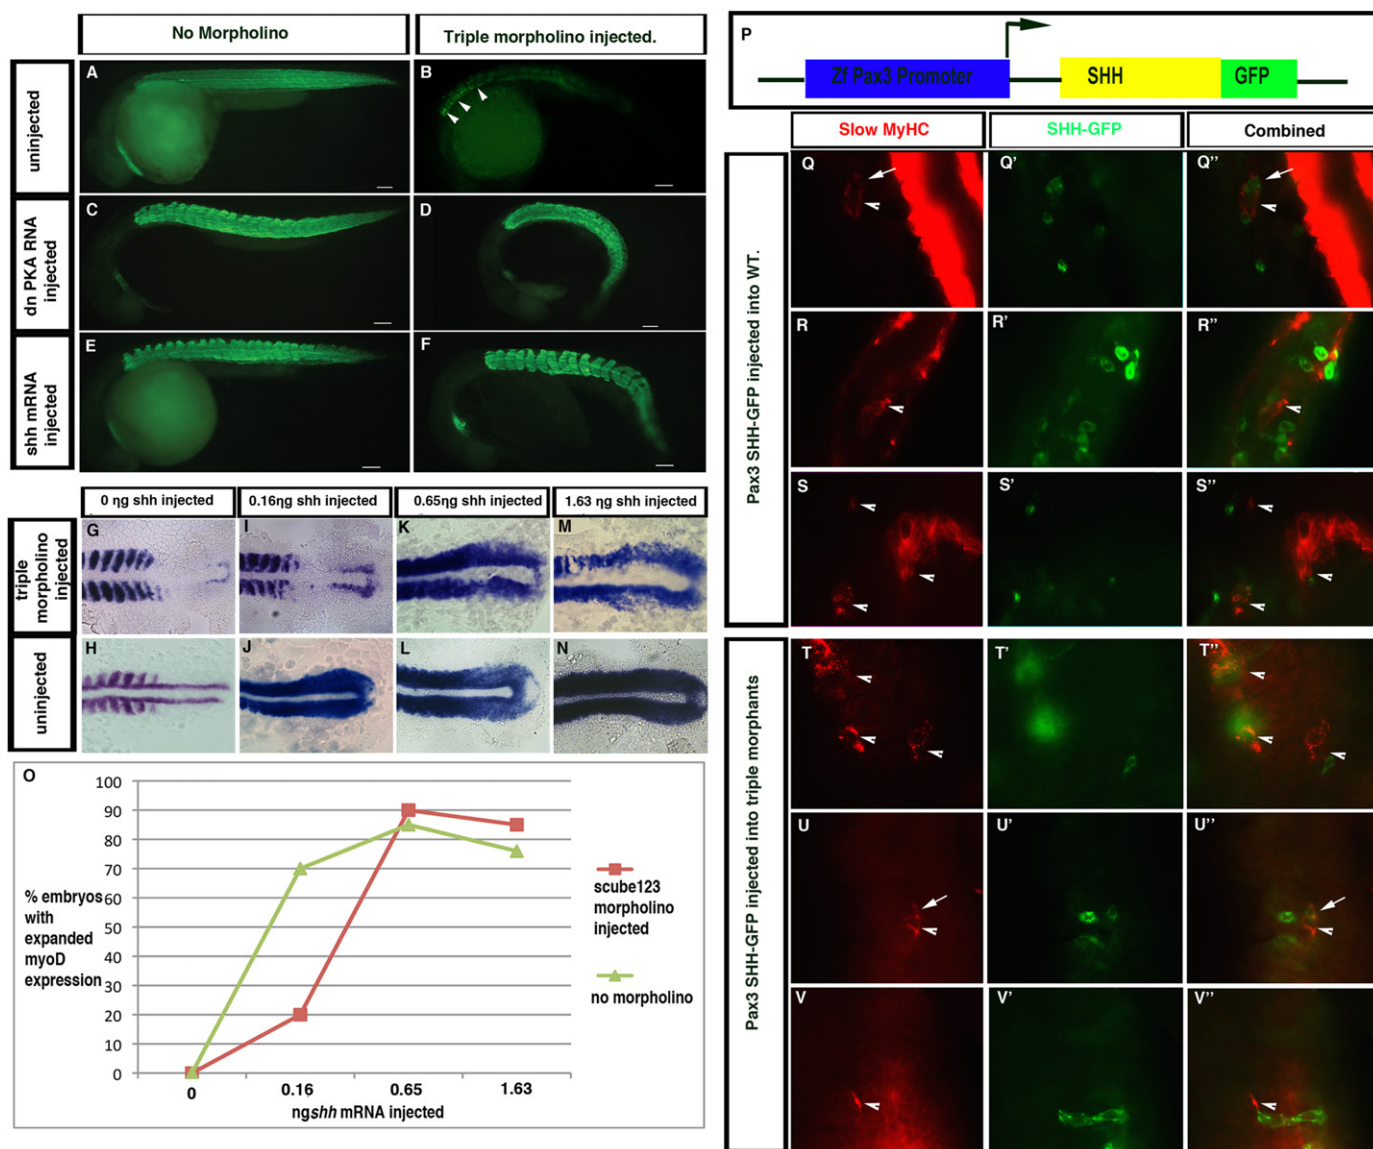 No Morpholino
Triple morpholino injected.
uninjected
A
B
dn PKA RNA
injected
C
D
shh mRNA
injected
E
F
0 ng shh injected
0.16ng shh injected
0.65ng shh injected
1.63 ng shh injected
triple
morpholino
injected
G
I
K
M
uninjected
H
J
L
N
O
100
90
80
70
60
50
40
30
20
10
0
% embryos
with
expanded
myoD
expression
0
0.16
0.65
1.63
ngshh mRNA injected
scube123
morpholino
injected
no morpholino
P
Zf Pax3 Promoter
SHH
GFP
Slow MyHC
SHH-GFP
Combined
Pax3 SHH-GFP injected into WT.
Q
Q'
Q''
R
R'
R''
S
S'
S''
Pax3 SHH-GFP injected into triple morphants
T
T'
T''
U
U'
U''
V
V'
V''